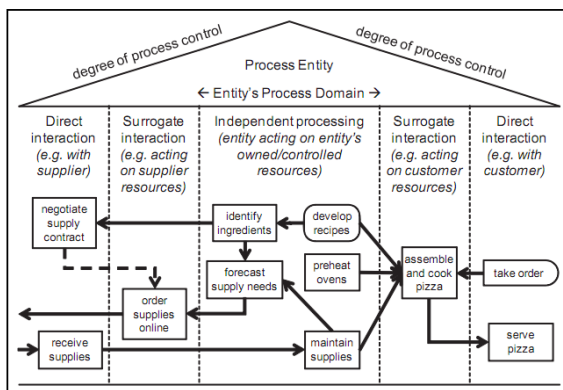 degree of process control
degree of process control
Process Entity
← Entity's Process Domain →
Direct
interaction
(e.g. with
supplier)
Surrogate
interaction
(e.g. acting
on supplier
resources)
Independent processing
(entity acting on entity's
owned/controlled
resources)
Surrogate
interaction
(e.g. acting
on customer
resources)
Direct
interaction
(e.g. with
customer)
negotiate
supply
contract
identify
ingredients
develop
recipes
forecast
supply needs
preheat
ovens
assemble
and cook
pizza
take order
order
supplies
online
receive
supplies
maintain
supplies
serve
pizza